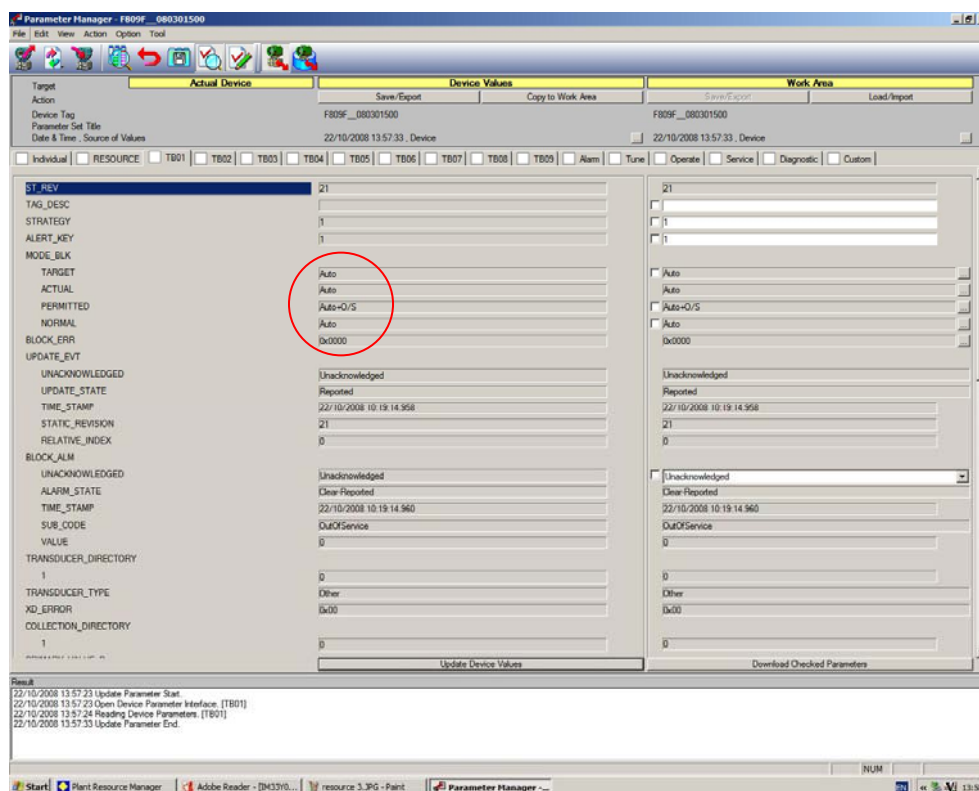 Parameter Manager - F809F__080301500
File Edit View Action Option Tool
Target Actual Device Device Values Work Area
Action Save/Export Copy to Work Area Save/Export Load/Import
Device Tag F809F__080301500 F809F__080301500
Parameter Set Title
Date & Time , Source of Values 22/10/2008 13:57:33 , Device ... 22/10/2008 13:57:33 , Device ...
Individual RESOURCE TB01 TB02 TB03 TB04 TB05 TB06 TB07 TB08 TB09 Alarm Tune Operate Service Diagnostic Custom
ST_REV 21 21
TAG_DESC
STRATEGY 1 1
ALERT_KEY 1 1
MODE_BLK
TARGET Auto Auto ...
ACTUAL Auto Auto ...
PERMITTED Auto+O/S Auto+O/S ...
NORMAL Auto Auto ...
BLOCK_ERR 0x0000 0x0000 ...
UPDATE_EVT
UNACKNOWLEDGED Unacknowledged Unacknowledged
UPDATE_STATE Reported Reported
TIME_STAMP 22/10/2008 10:19:14.958 22/10/2008 10:19:14.958
STATIC_REVISION 21 21
RELATIVE_INDEX 0 0
BLOCK_ALM
UNACKNOWLEDGED Unacknowledged Unacknowledged
ALARM_STATE Clear-Reported Clear-Reported
TIME_STAMP 22/10/2008 10:19:14.960 22/10/2008 10:19:14.960
SUB_CODE OutOfService OutOfService
VALUE 0 0
TRANSDUCER_DIRECTORY
1 0 0
TRANSDUCER_TYPE Other Other
XD_ERROR 0x00 0x00
COLLECTION_DIRECTORY
1 0 0
Update Device Values Download Checked Parameters
Result
22/10/2008 13:57:23 Update Parameter Start.
22/10/2008 13:57:23 Open Device Parameter Interface. [TB01]
22/10/2008 13:57:24 Reading Device Parameters. [TB01]
22/10/2008 13:57:33 Update Parameter End.
NUM
Start Plant Resource Manager Adobe Reader - [IM33Y0... resource 3.JPG - Paint Parameter Manager -... EN